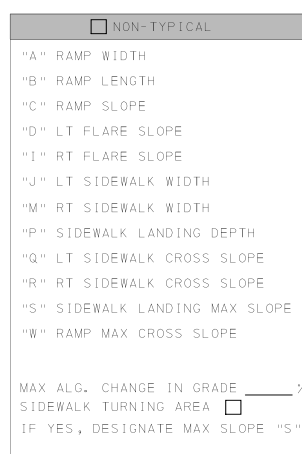 NON-TYPICAL
"A" RAMP WIDTH
"B" RAMP LENGTH
"C" RAMP SLOPE
"D" LT FLARE SLOPE
"I" RT FLARE SLOPE
"J" LT SIDEWALK WIDTH
"M" RT SIDEWALK WIDTH
"P" SIDEWALK LANDING DEPTH
"Q" LT SIDEWALK CROSS SLOPE
"R" RT SIDEWALK CROSS SLOPE
"S" SIDEWALK LANDING MAX SLOPE
"W" RAMP MAX CROSS SLOPE
MAX ALG. CHANGE IN GRADE _____ %
SIDEWALK TURNING AREA
IF YES, DESIGNATE MAX SLOPE "S"